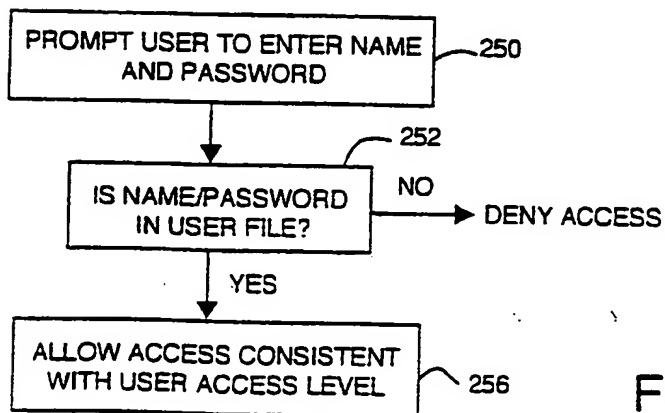 PROMPT USER TO ENTER NAME
AND PASSWORD
250
252
IS NAME/PASSWORD
IN USER FILE?
NO
DENY ACCESS
YES
ALLOW ACCESS CONSISTENT
WITH USER ACCESS LEVEL
256
F